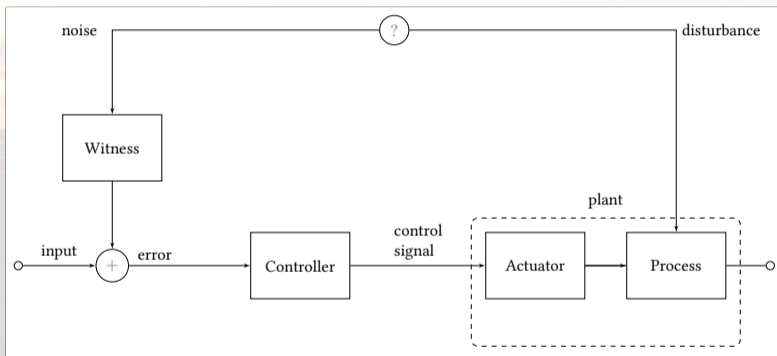 noise
?
disturbance
Witness
plant
input
+
error
Controller
control
signal
Actuator
Process